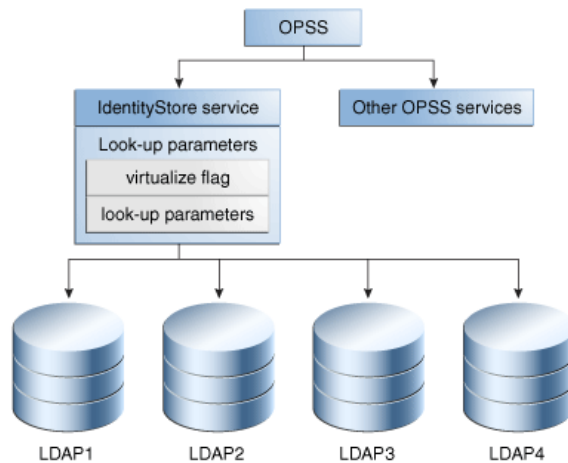 OPSS
IdentityStore service
Other OPSS services
Look-up parameters
virtualize flag
look-up parameters
LDAP1
LDAP2
LDAP3
LDAP4